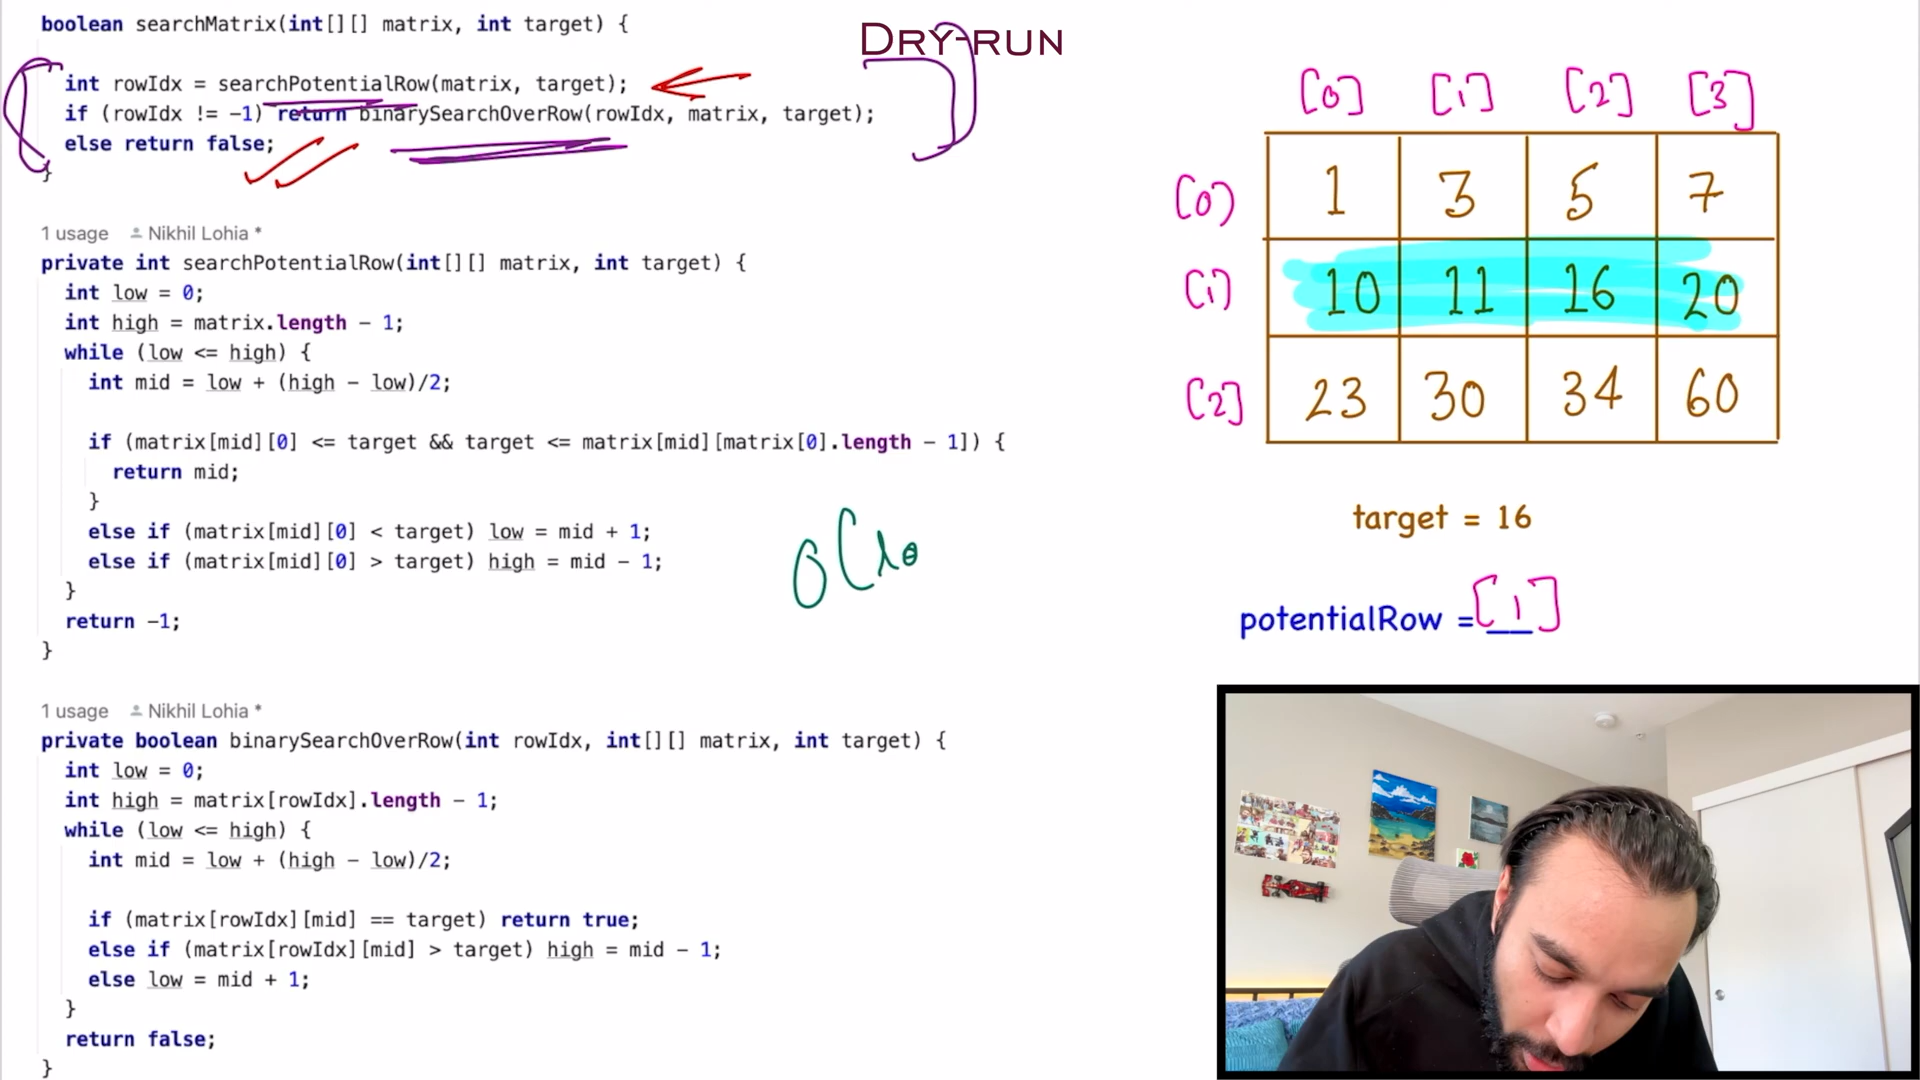 DRY-RUN
boolean searchMatrix(int[][] matrix, int target) {
int rowIdx = searchPotentialRow(matrix, target);
if (rowIdx != -1) return binarySearchOverRow(rowIdx, matrix, target);
else return false;
}
1 usage Nikhil Lohia *
private int searchPotentialRow(int[][] matrix, int target) {
int low = 0;
int high = matrix.length - 1;
while (low <= high) {
int mid = low + (high - low)/2;
if (matrix[mid][0] <= target && target <= matrix[mid][matrix[0].length - 1]) {
return mid;
}
else if (matrix[mid][0] < target) low = mid + 1;
else if (matrix[mid][0] > target) high = mid - 1;
}
return -1;
}
O(lo
1 usage Nikhil Lohia *
private boolean binarySearchOverRow(int rowIdx, int[][] matrix, int target) {
int low = 0;
int high = matrix[rowIdx].length - 1;
while (low <= high) {
int mid = low + (high - low)/2;
if (matrix[rowIdx][mid] == target) return true;
else if (matrix[rowIdx][mid] > target) high = mid - 1;
else low = mid + 1;
}
return false;
}
[0] [1] [2] [3]
[0] 1 3 5 7
[1] 10 11 16 20
[2] 23 30 34 60
target = 16
potentialRow = [1]